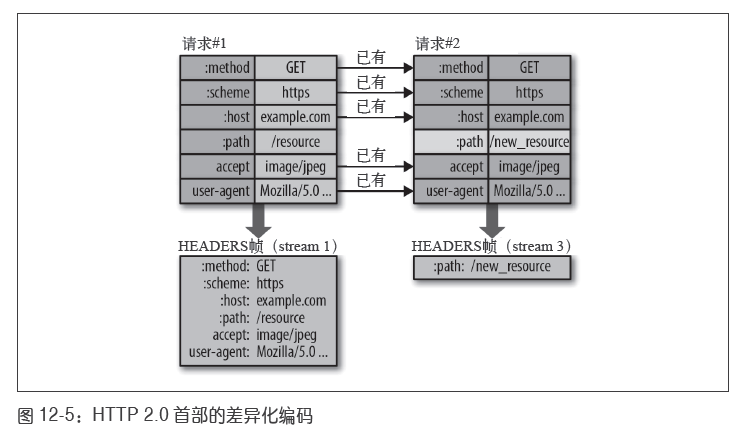 请求#1
请求#2
:method GET 已有 :method GET
:scheme https 已有 :scheme https
:host example.com 已有 :host example.com
:path /resource :path /new_resource
accept image/jpeg 已有 accept image/jpeg
user-agent Mozilla/5.0 ... 已有 user-agent Mozilla/5.0 ...
HEADERS帧（stream 1）
:method: GET
:scheme: https
:host: example.com
:path: /resource
accept: image/jpeg
user-agent: Mozilla/5.0 ...
HEADERS帧（stream 3）
:path: /new_resource
图 12-5：HTTP 2.0 首部的差异化编码